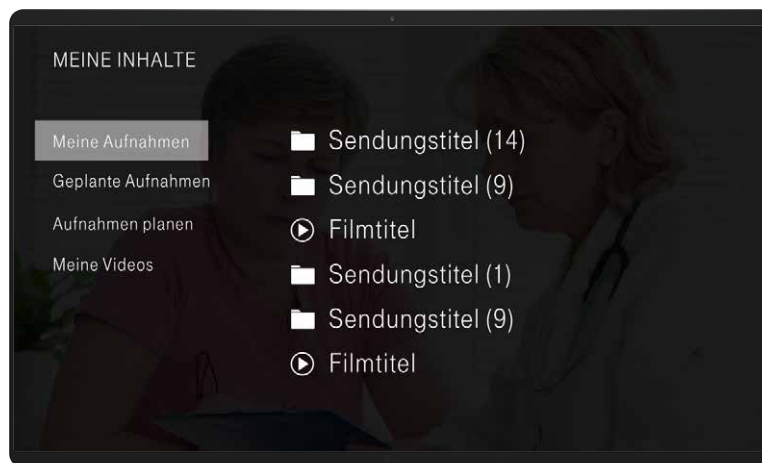 MEINE INHALTE
Meine Aufnahmen
Geplante Aufnahmen
Aufnahmen planen
Meine Videos
Sendungstitel (14)
Sendungstitel (9)
Filmtitel
Sendungstitel (1)
Sendungstitel (9)
Filmtitel